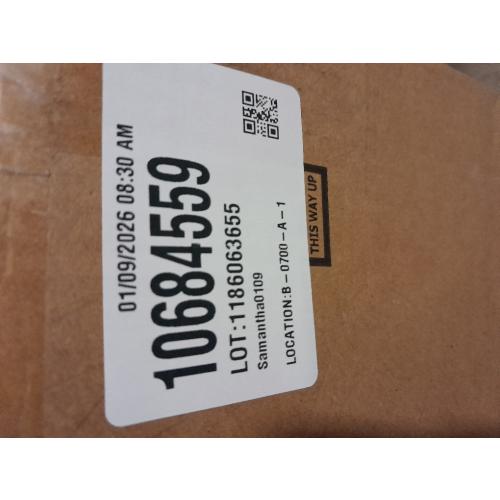 01/09/2026 08:30 AM
10684559
LOT:1186063655
Samantha0109
LOCATION:B-0700-A-1
THIS WAY UP